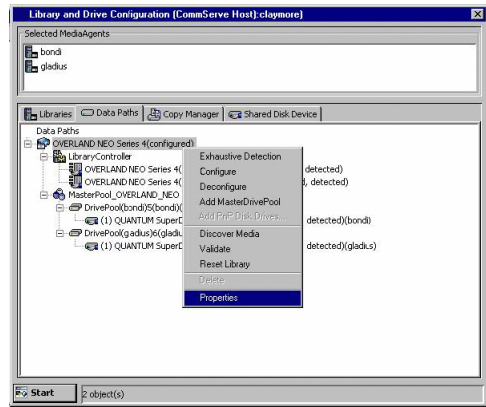 Library and Drive Configuration (CommServe Host):claymore)
Selected MediaAgents
bondi
gladius
Libraries Data Paths Copy Manager Shared Disk Device
Data Paths
OVERLAND NEO Series 4(configured)
LibraryController
OVERLAND NEO Series 4( detected)
OVERLAND NEO Series 4( d, detected)
MasterPool_OVERLAND_NEO
DrivePool(bondi)5(bondi)(
(1) QUANTUM SuperD detected)(bondi)
DrivePool(gladius)6(gladiu
(1) QUANTUM SuperD detected)(gladius)
Exhaustive Detection
Configure
Deconfigure
Add MasterDrivePool
Add PnP Disk Drives...
Discover Media
Validate
Reset Library
Delete
Properties
Start
2 object(s)